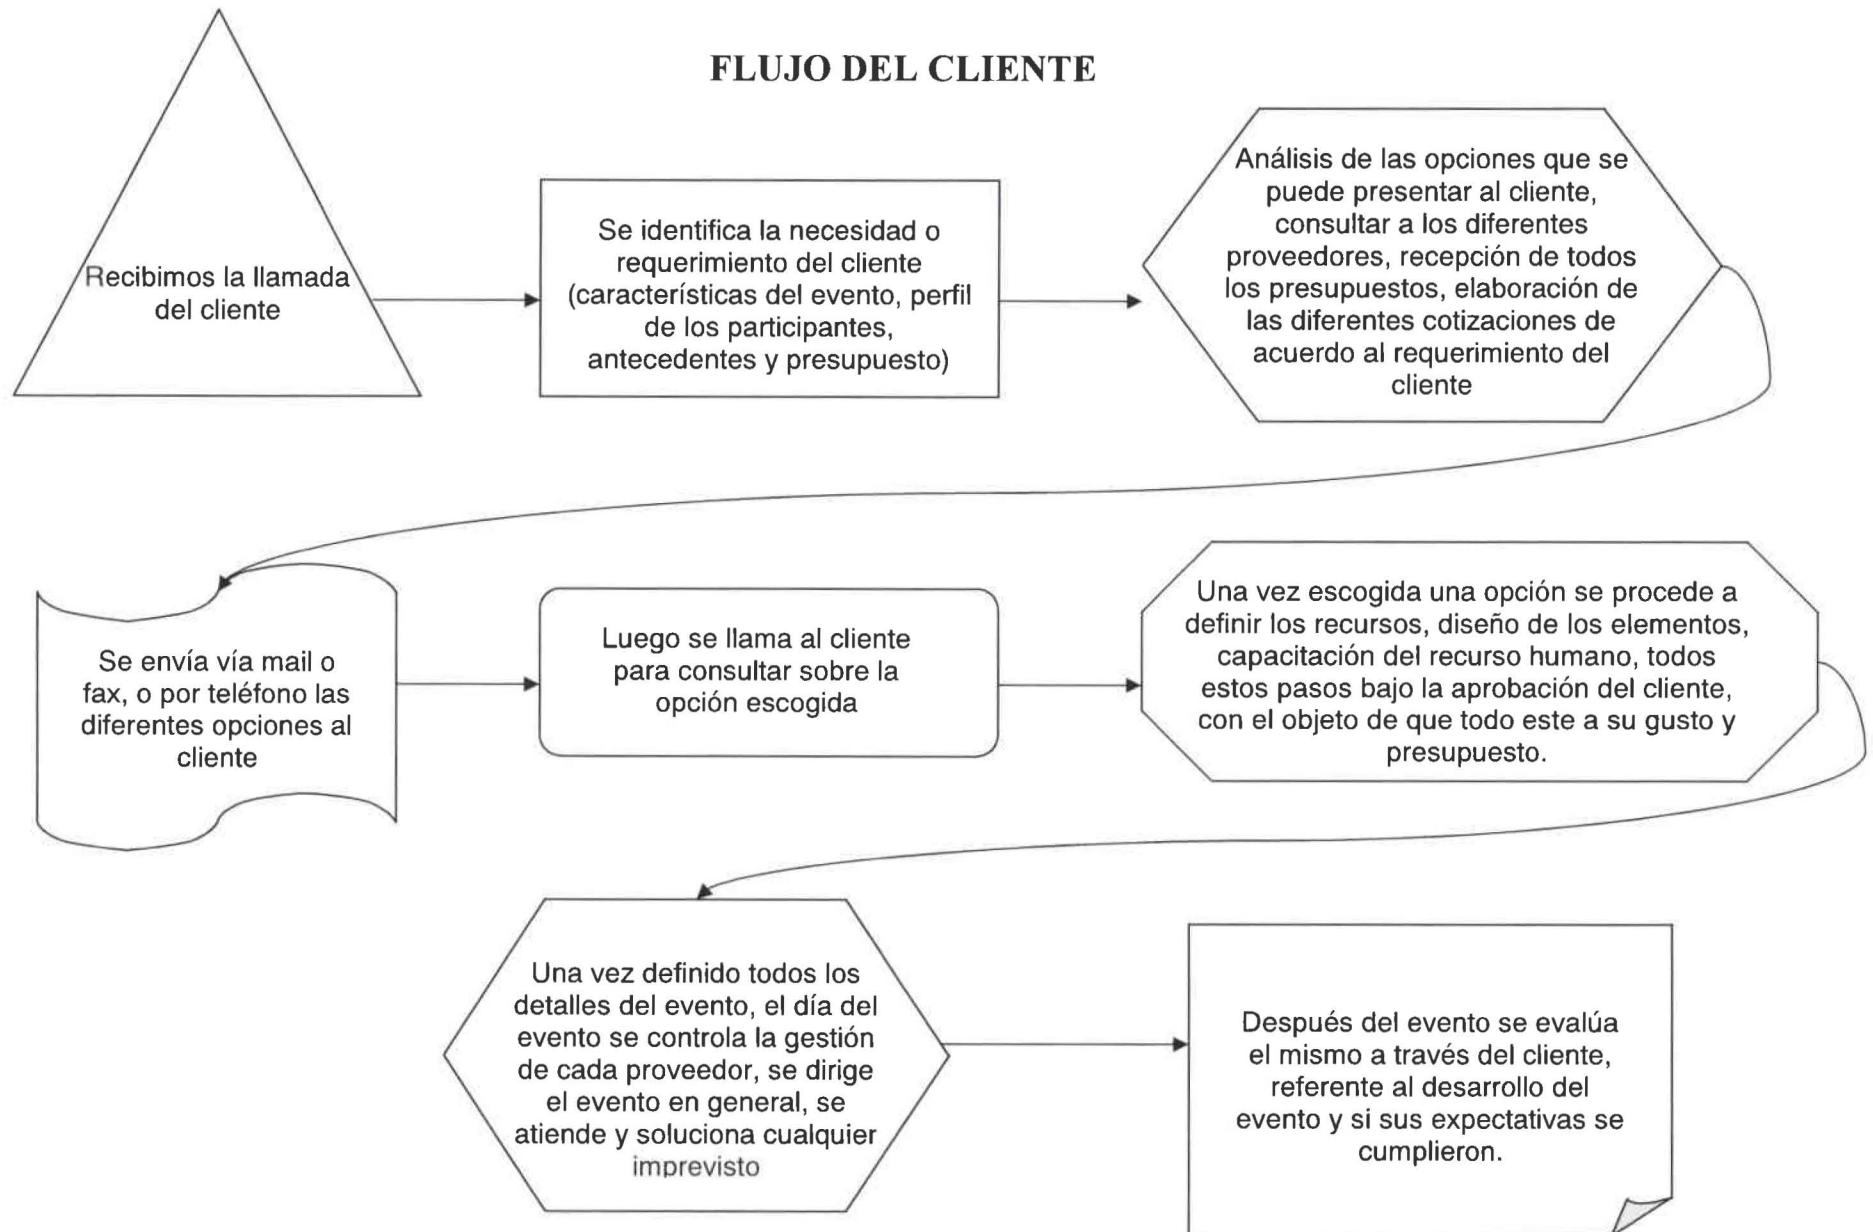 FLUJO DEL CLIENTE
Recibimos la llamada
del cliente
Se identifica la necesidad o
requerimiento del cliente
(características del evento, perfil
de los participantes,
antecedentes y presupuesto)
Análisis de las opciones que se
puede presentar al cliente,
consultar a los diferentes
proveedores, recepción de todos
los presupuestos, elaboración de
las diferentes cotizaciones de
acuerdo al requerimiento del
cliente
Se envía vía mail o
fax, o por teléfono las
diferentes opciones al
cliente
Luego se llama al cliente
para consultar sobre la
opción escogida
Una vez escogida una opción se procede a
definir los recursos, diseño de los elementos,
capacitación del recurso humano, todos
estos pasos bajo la aprobación del cliente,
con el objeto de que todo este a su gusto y
presupuesto.
Una vez definido todos los
detalles del evento, el día del
evento se controla la gestión
de cada proveedor, se dirige
el evento en general, se
atiende y soluciona cualquier
imprevisto
Después del evento se evalúa
el mismo a través del cliente,
referente al desarrollo del
evento y si sus expectativas se
cumplieron.